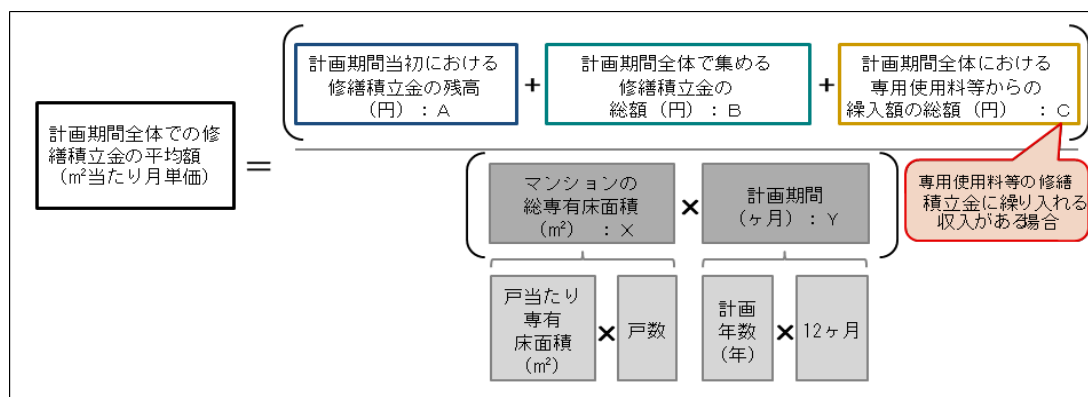 計画期間全体での修
繕積立金の平均額
(㎡当たり月単価)
=
計画期間当初における
修繕積立金の残高
(円) : A
+
計画期間全体で集める
修繕積立金の
総額 (円) : B
+
計画期間全体における
専用使用料等からの
繰入額の総額 (円) : C
マンションの
総専有床面積
(㎡) : X
×
計画期間
(ヶ月) : Y
専用使用料等の修繕
積立金に繰り入れる
収入がある場合
戸当たり
専有
床面積
(㎡)
×
戸数
計画
年数
(年)
×
12ヶ月